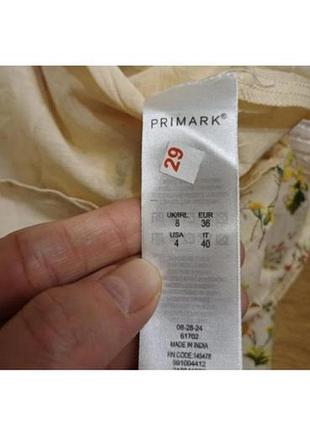 PRIMARK®
29
UK/IRL EUR
8 36
USA IT
4 40
08-28-24
61702
MADE IN INDIA
RN CODE: 145478
991004412